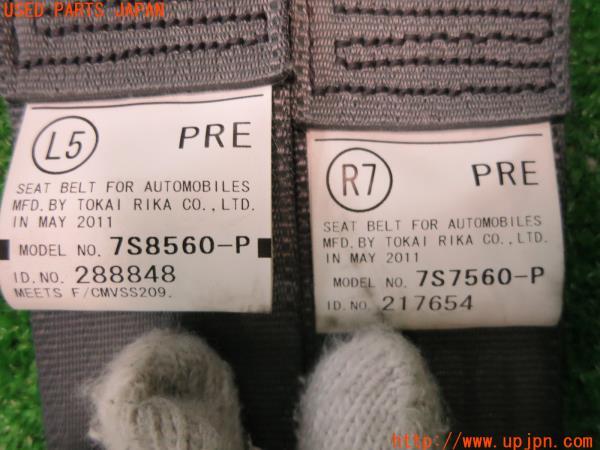 USED PARTS JAPAN
L5 PRE
SEAT BELT FOR AUTOMOBILES
MFD. BY TOKAI RIKA CO., LTD.
IN MAY 2011
MODEL NO. 7S8560-P
ID. NO. 288848
MEETS F/CMVSS209.
R7 PRE
SEAT BELT FOR AUTOMOBILES
MFD. BY TOKAI RIKA CO., LTD.
IN MAY 2011
MODEL NO. 7S7560-P
ID. NO. 217654
http://www.upjpn.com/